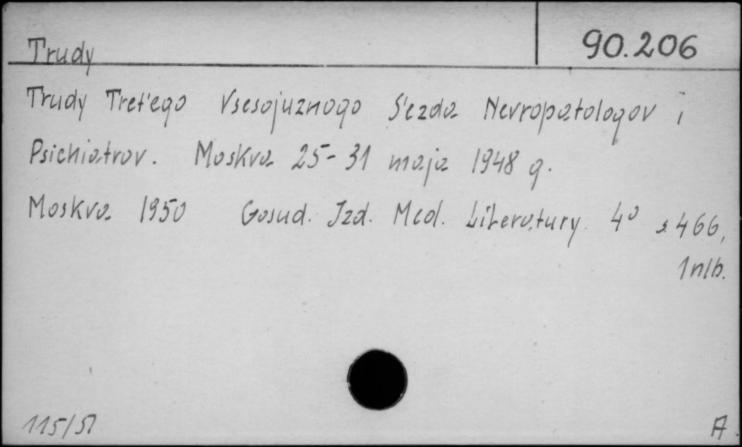 90.206
Trudy
Trudy Tret'ego Vsesojuznogo S'ezda Nevropatologov i
Psichiatrov. Moskva 25-31 maja 1948 g.
Moskva 1950 Gosud. Izd. Med. Literatury. 4° s 466,
1nlb.
115/51
A